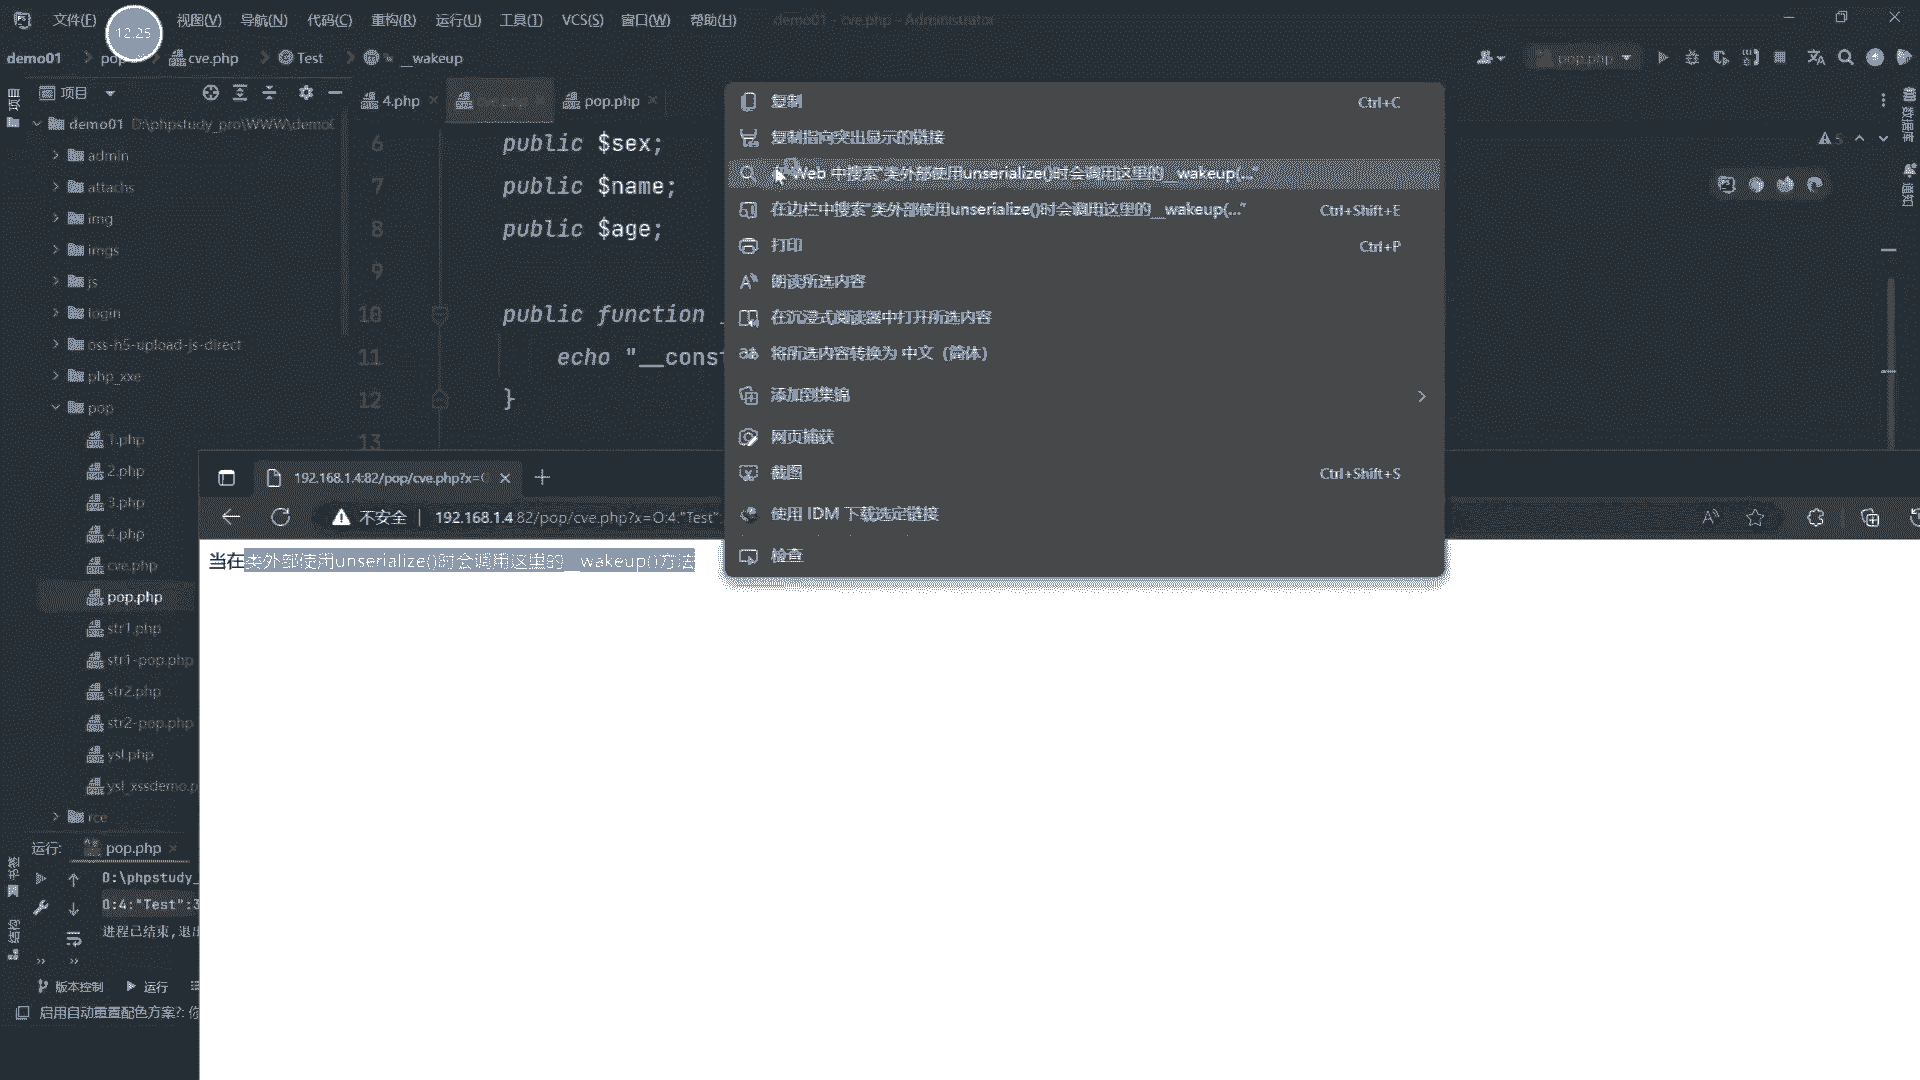 文件(F) 视图(V) 导航(N) 代码(C) 重构(R) 运行(U) 工具(T) VCS(S) 窗口(W) 帮助(H) demo01 - cve.php - Administrator
12.25
demo01 cve.php Test __wakeup
pop.php
项目
项目
4.php cve.php pop.php
demo01 D:\phpstudy_pro\WWW\demo
admin
attachs
img
imgs
js
login
oss-h5-upload-js-direct
php_xxe
pop
1.php
2.php
3.php
4.php
cve.php
pop.php
str1.php
str1-pop.php
str2.php
str2-pop.php
ysl.php
ysl_xssdemo.p
rce
6 public $sex;
7 public $name;
8 public $age;
9
10 public function _
11 echo "__const
12 }
13
5
数据库
通知
复制 Ctrl+C
复制指向突出显示的链接
在 Web 中搜索"类外部使用unserialize()时会调用这里的__wakeup(..."
在边栏中搜索"类外部使用unserialize()时会调用这里的__wakeup(..." Ctrl+Shift+E
打印 Ctrl+P
朗读所选内容
在沉浸式阅读器中打开所选内容
将所选内容转换为 中文（简体）
添加到集锦
网页捕获
截图 Ctrl+Shift+S
使用 IDM 下载选定链接
检查
192.168.1.4:82/pop/cve.php?x=O
不安全 192.168.1.4:82/pop/cve.php?x=O:4:"Test":
当在类外部使用unserialize()时会调用这里的__wakeup()方法
运行: pop.php
D:\phpstudy_
O:4:"Test":3
进程已结束,退出
书签
结构
版本控制 运行
启用自动重置配色方案?: 你